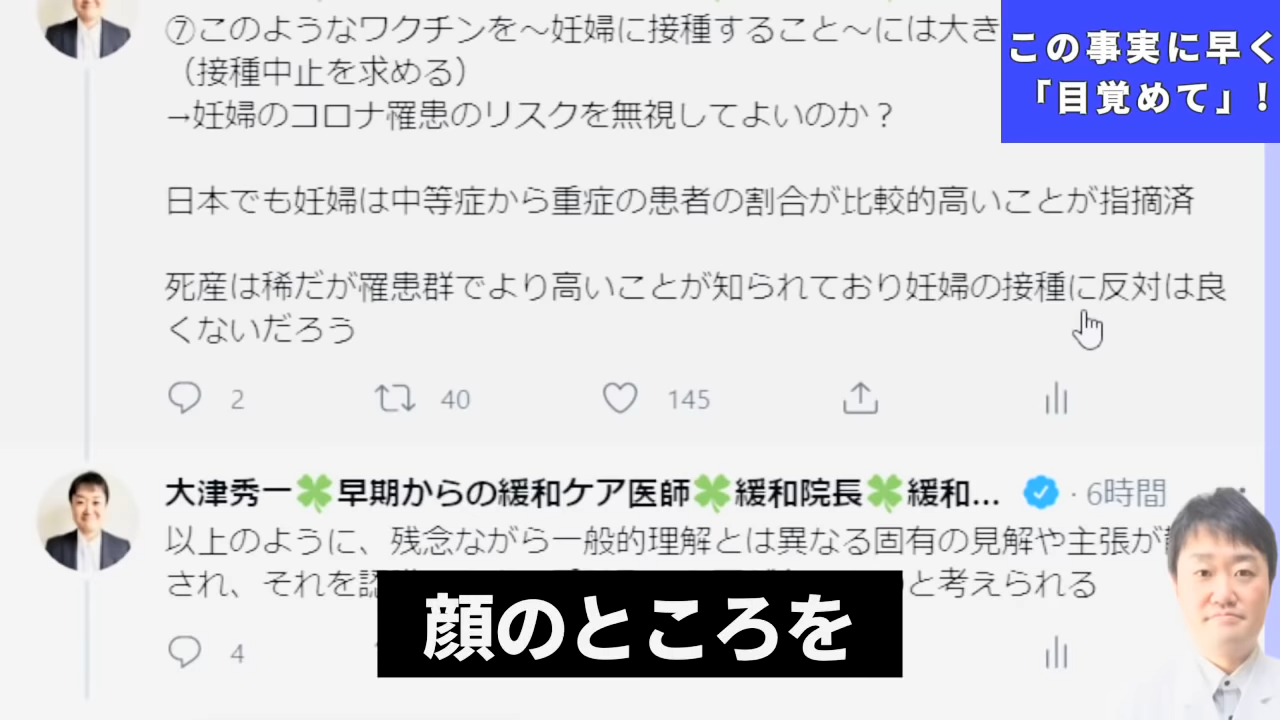 ⑦このようなワクチンを〜妊婦に接種すること〜には大き
（接種中止を求める）
→妊婦のコロナ罹患のリスクを無視してよいのか？
この事実に早く
「目覚めて」!
日本でも妊婦は中等症から重症の患者の割合が比較的高いことが指摘済
死産は稀だが罹患群でより高いことが知られており妊婦の接種に反対は良
くないだろう
2 40 145
大津秀一🍀早期からの緩和ケア医師🍀緩和院長🍀緩和... · 6時間
以上のように、残念ながら一般的理解とは異なる固有の見解や主張が
され、それを認 と考えられる
顔のところを
4